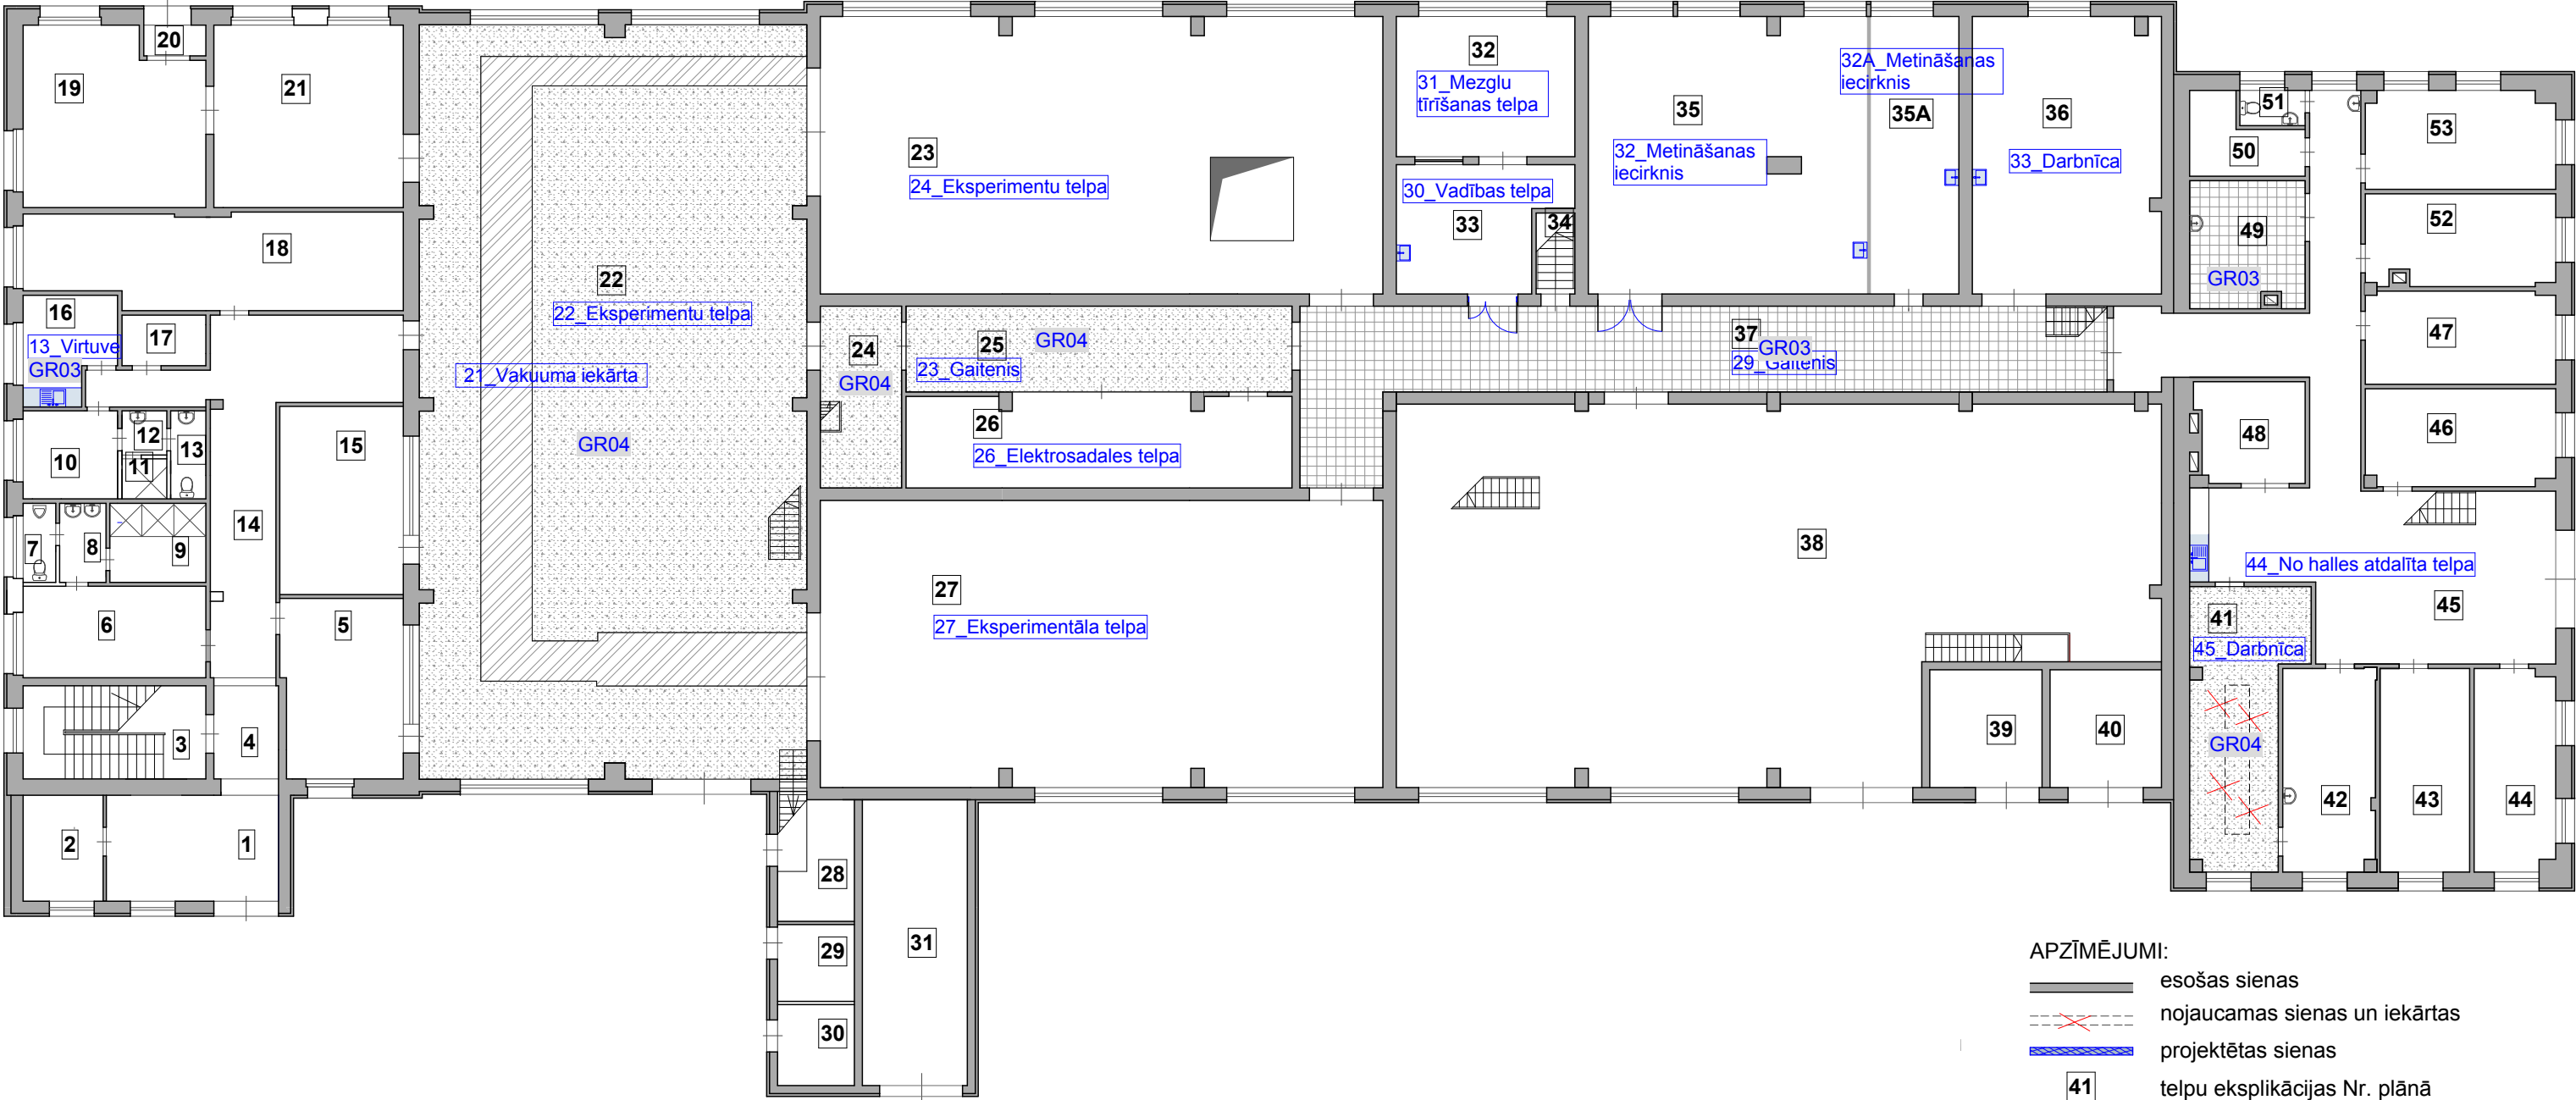 20
19
21
18
16
13_Virtuve
GR03
17
10
12
11
13
15
14
7
8
9
6
5
3
4
2
1
22
22_Eksperimentu telpa
21_Vakuuma iekārta
GR04
23
24_Eksperimentu telpa
24
GR04
25
GR04
23_Gaitenis
26
26_Elektrosadales telpa
27
27_Eksperimentāla telpa
28
29
30
31
32
31_Mezglu
tīrīšanas telpa
30_Vadības telpa
33
34
35
32_Metināšanas
iecirknis
32A_Metināšanas
iecirknis
35A
36
33_Darbnīca
37
GR03
29_Gaitenis
38
39
40
51
50
49
GR03
53
52
47
46
48
44_No halles atdalīta telpa
45
41
45_Darbnīca
GR04
42
43
44
APZĪMĒJUMI:
esošas sienas
nojaucamas sienas un iekārtas
projektētas sienas
41 telpu eksplikācijas Nr. plānā